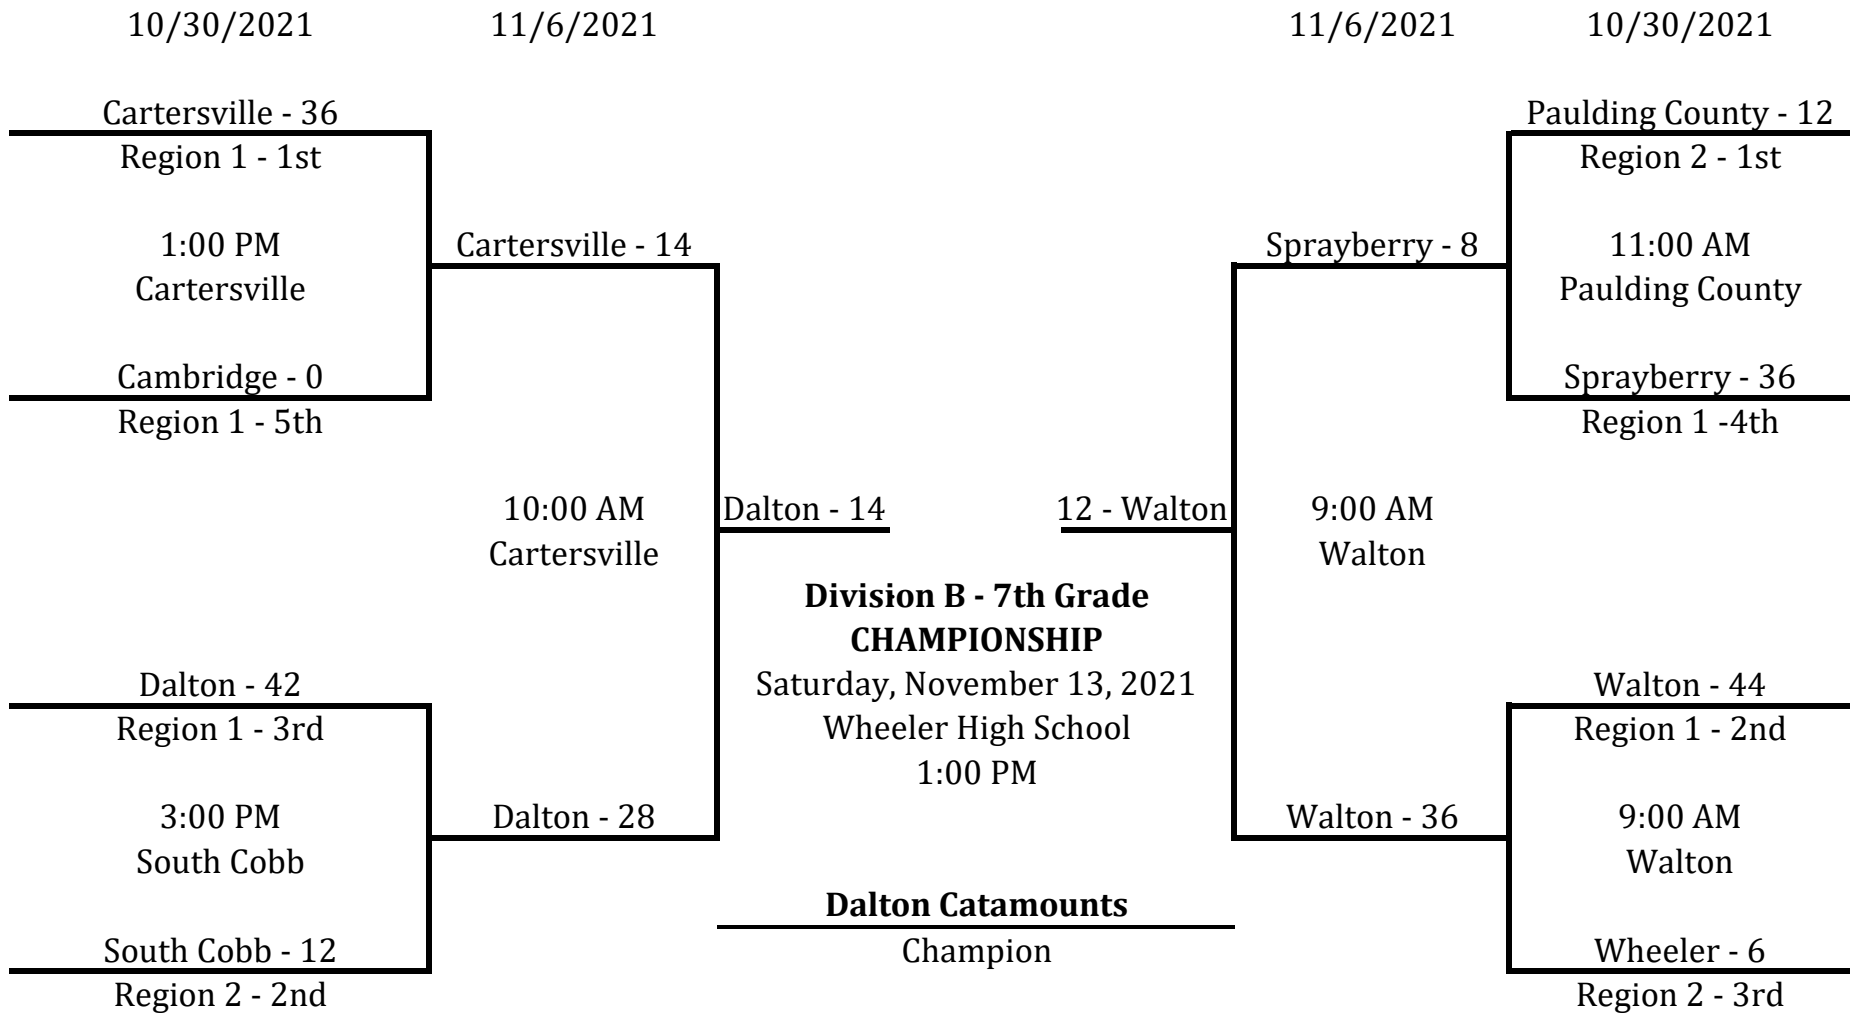 10/30/2021
11/6/2021
11/6/2021
10/30/2021
Cartersville - 36
Region 1 - 1st
1:00 PM
Cartersville
Cambridge - 0
Region 1 - 5th
Cartersville - 14
10:00 AM
Cartersville
Dalton - 42
Region 1 - 3rd
3:00 PM
South Cobb
South Cobb - 12
Region 2 - 2nd
Dalton - 28
Dalton - 14
12 - Walton
Division B - 7th Grade
CHAMPIONSHIP
Saturday, November 13, 2021
Wheeler High School
1:00 PM
Dalton Catamounts
Champion
Sprayberry - 8
9:00 AM
Walton
Walton - 36
Paulding County - 12
Region 2 - 1st
11:00 AM
Paulding County
Sprayberry - 36
Region 1 -4th
Walton - 44
Region 1 - 2nd
9:00 AM
Walton
Wheeler - 6
Region 2 - 3rd